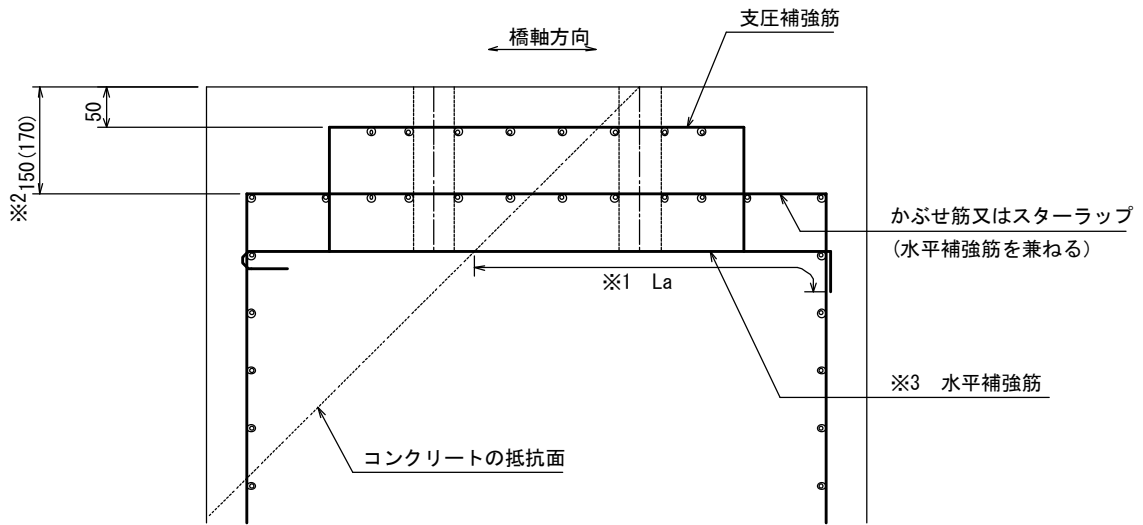 支圧補強筋
橋軸方向
50
※2 150(170)
かぶせ筋又はスターラップ
(水平補強筋を兼ねる)
※1 La
※3 水平補強筋
コンクリートの抵抗面